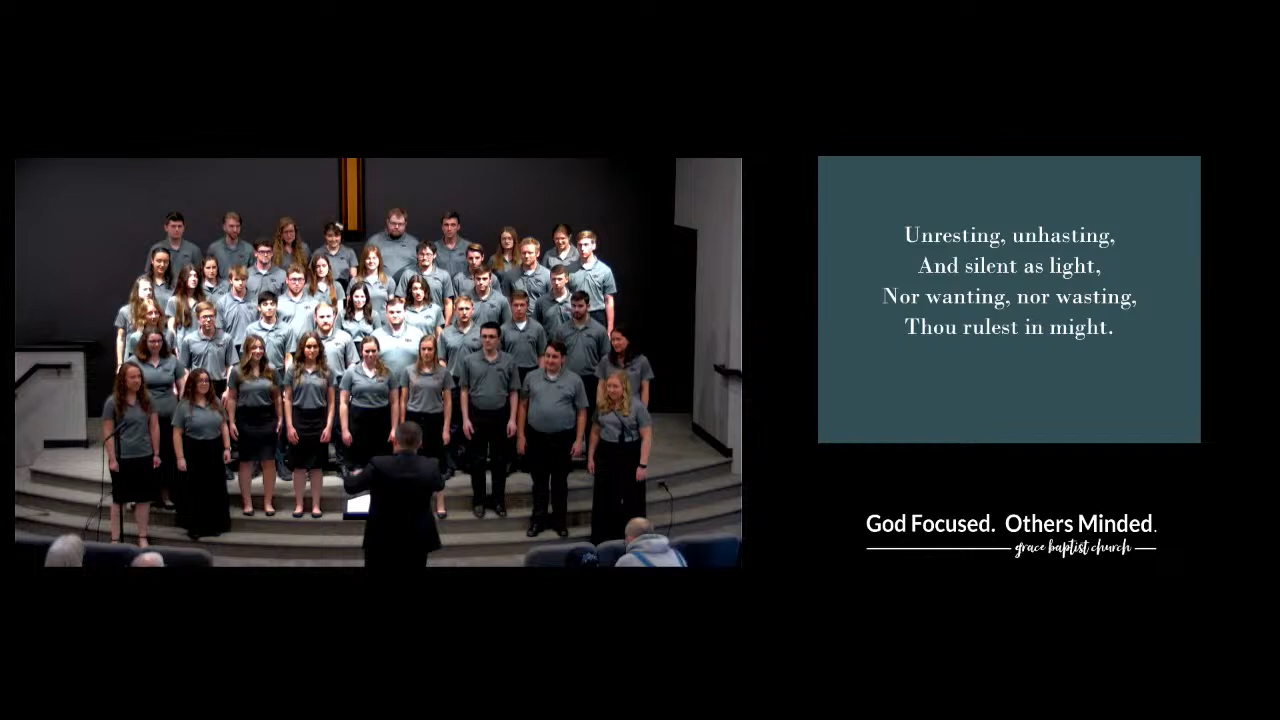 Unresting, unhasting,
And silent as light,
Nor wanting, nor wasting,
Thou rulest in might.
God Focused. Others Minded.
grace baptist church